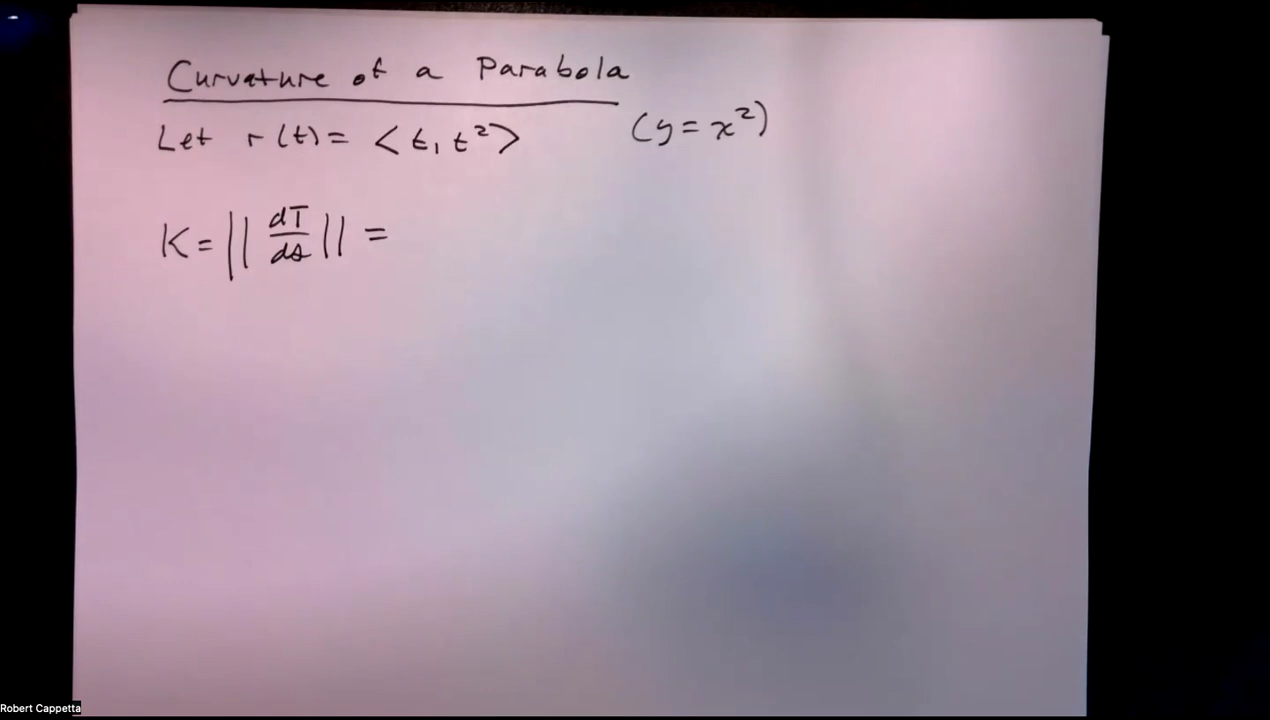 Curvature of a Parabola
Let r(t) = <t, t²> (y = x²)
K = || dT/ds || =
Robert Cappetta